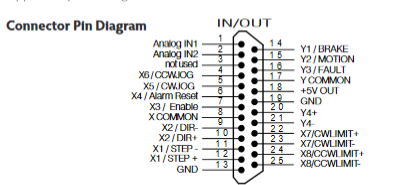 IN/OUT
Connector Pin Diagram
Analog IN1 1
Analog IN2 2
not used 3
X6/CCWJOG 4
X5/CWJOG 5
X4/Alarm Reset 6
X3/ Enable 7
X COMMON 8
X2/DIR- 9
X2/DIR+ 10
X1/STEP - 11
X1/STEP + 12
GND 13
14 Y1/BRAKE
15 Y2/MOTION
16 Y3/FAULT
17 Y COMMON
18 +5V OUT
19 GND
20 Y4+
21 Y4-
22 X7/CWLIMIT+
23 X7/CWLIMIT-
24 X8/CCWLIMIT+
25 X8/CCWLIMIT-